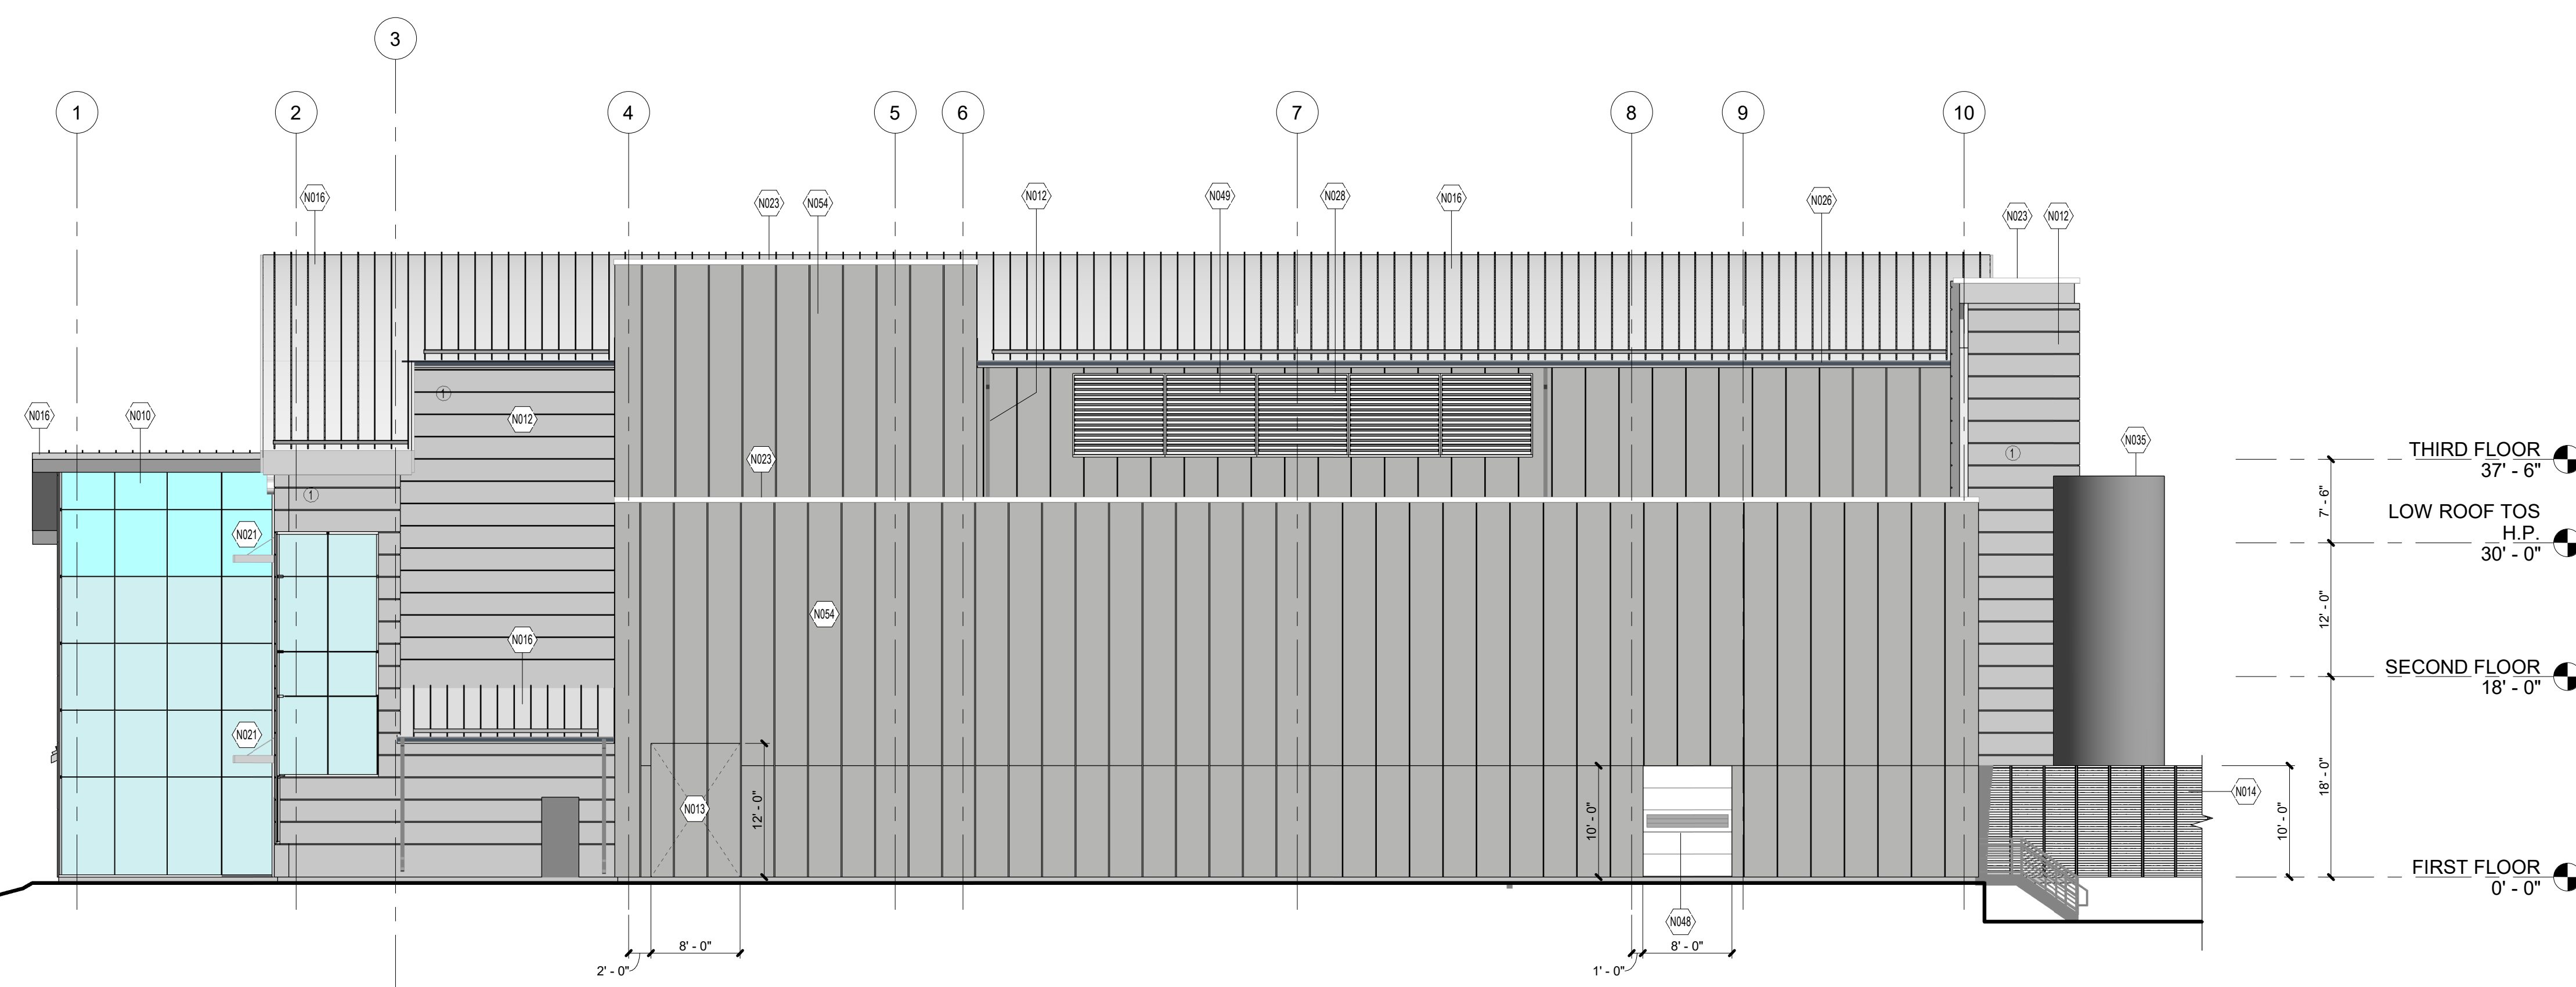 3
1
2
4
5
6
7
8
9
10
N016
N023
N054
N012
N049
N028
N016
N026
N023
N012
N016
N010
1
N012
N023
1
N035
1
N021
N054
N016
N021
N013
12' - 0"
10' - 0"
N014
10' - 0"
N048
8' - 0"
2' - 0"
8' - 0"
1' - 0"
THIRD FLOOR
37' - 6"
7' - 6"
LOW ROOF TOS
H.P.
30' - 0"
12' - 0"
SECOND FLOOR
18' - 0"
18' - 0"
FIRST FLOOR
0' - 0"